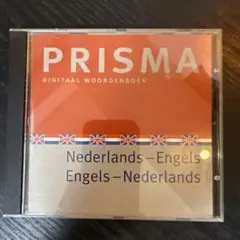 PRISMA
DIGITAAL WOORDENBOEK
Nederlands–Engels
Engels–Nederlands